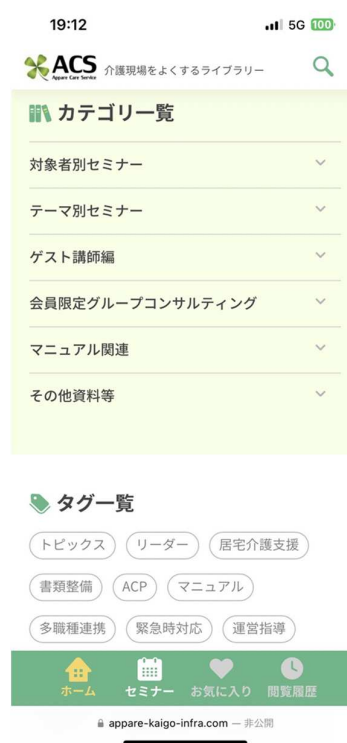 19:12 5G 100
ACS 介護現場をよくするライブラリー
Appare Care Service
カテゴリ一覧
対象者別セミナー
テーマ別セミナー
ゲスト講師編
会員限定グループコンサルティング
マニュアル関連
その他資料等
タグ一覧
トピックス リーダー 居宅介護支援
書類整備 ACP マニュアル
多職種連携 緊急時対応 運営指導
ホーム セミナー お気に入り 閲覧履歴
appare-kaigo-infra.com — 非公開